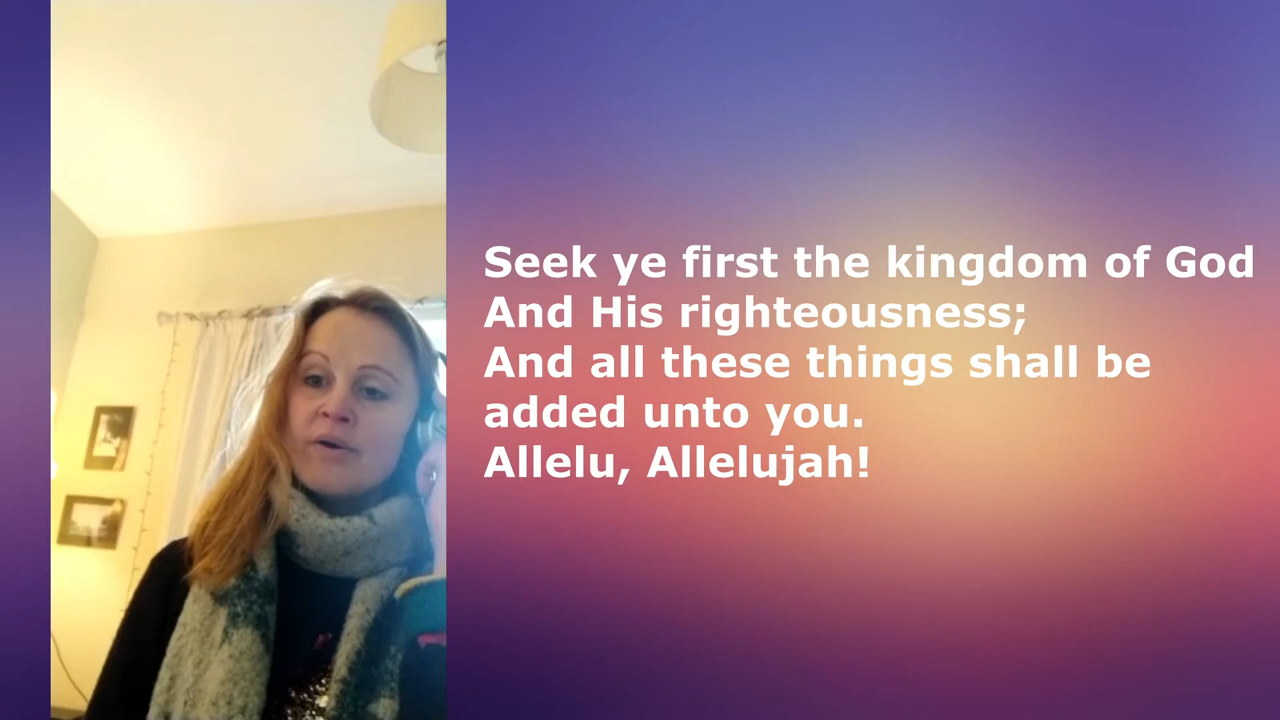 Seek ye first the kingdom of God
And His righteousness;
And all these things shall be
added unto you.
Allelu, Allelujah!